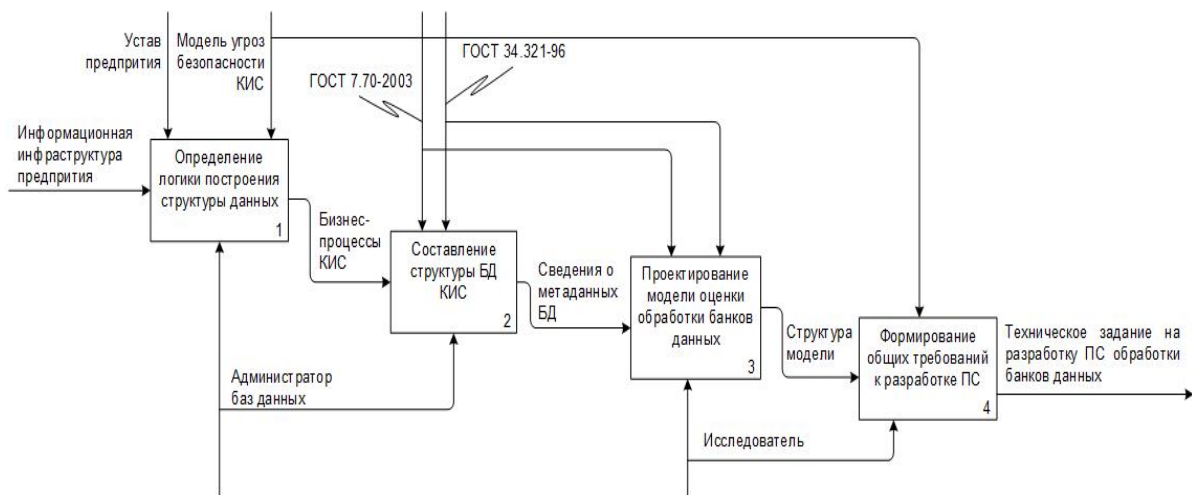 Устав
предпрития
Модель угроз
безопасности
КИС
ГОСТ 34.321-96
ГОСТ 7.70-2003
Информационная
инфраструктура
предпрития
Определение
логики построения
структуры данных
1
Бизнес-
процессы
КИС
Составление
структуры БД
КИС
2
Сведения о
метаданных
БД
Проектирование
модели оценки
обработки банков
данных
3
Структура
модели
Формирование
общих требований
к разработке ПС
4
Техническое задание на
разработку ПС обработки
банков данных
Администратор
баз данных
Исследователь